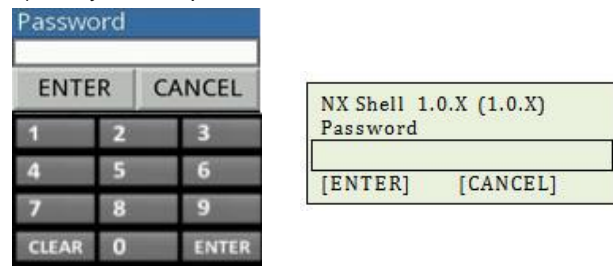 Password
ENTER CANCEL
1 2 3
4 5 6
7 8 9
CLEAR 0 ENTER
NX Shell 1.0.X (1.0.X)
Password
[ENTER] [CANCEL]